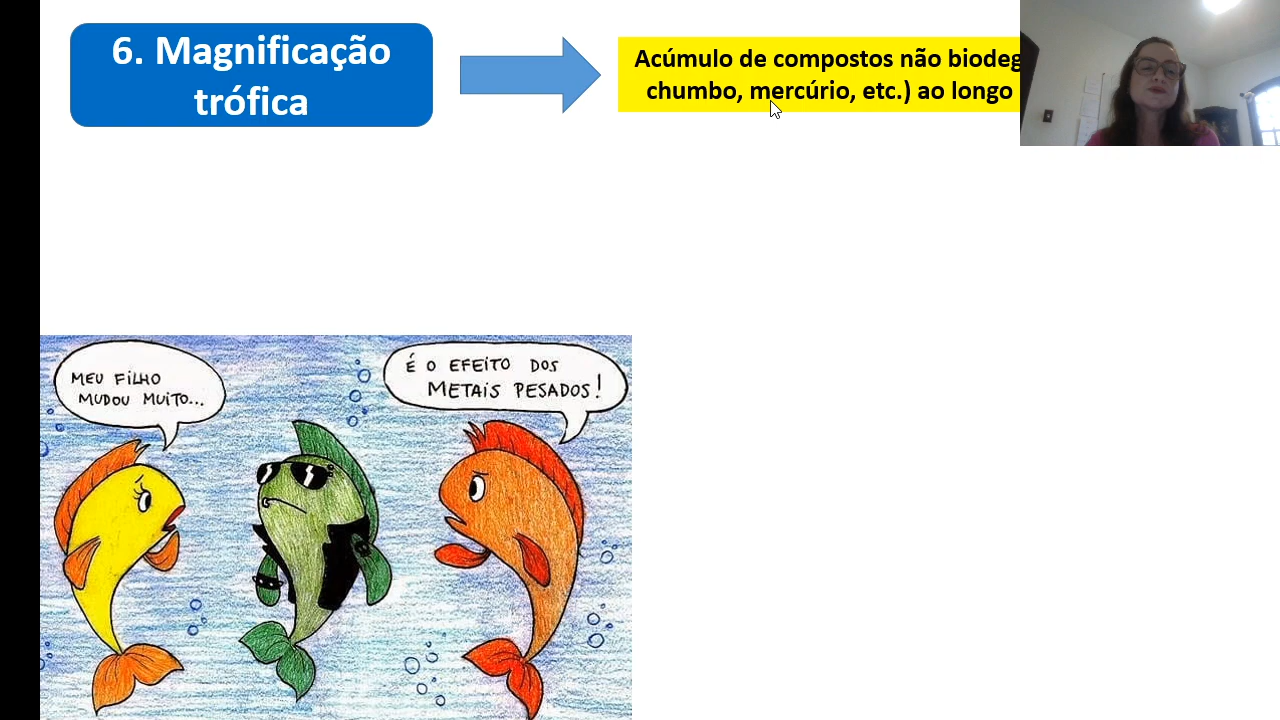 6. Magnificação
trófica
Acúmulo de compostos não biodeg
chumbo, mercúrio, etc.) ao longo
MEU FILHO
MUDOU MUITO...
É O EFEITO DOS
METAIS PESADOS!